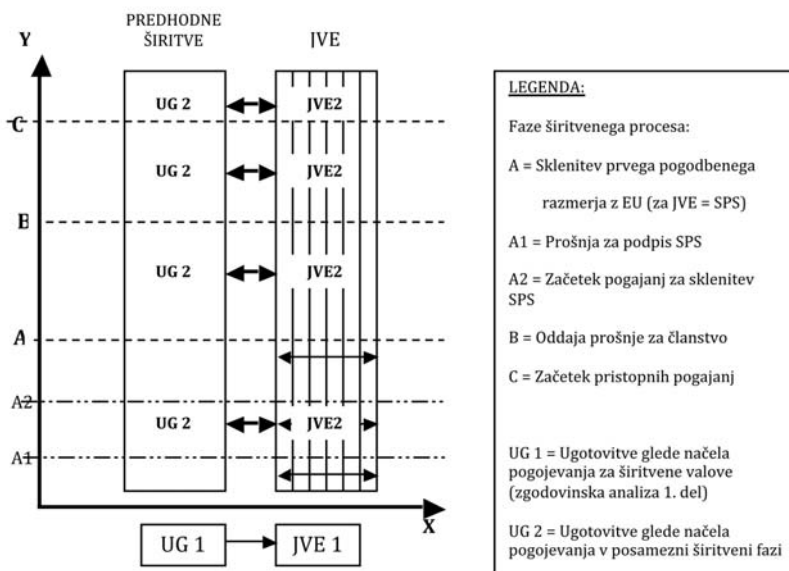 PREDHODNE
ŠIRITVE
JVE
Y
UG 2
JVE2
C
UG 2
JVE2
B
UG 2
JVE2
A
A2
UG 2
JVE2
A1
X
UG 1
JVE 1
LEGENDA:
Faze širitvenega procesa:
A = Sklenitev prvega pogodbenega
razmerja z EU (za JVE = SPS)
A1 = Prošnja za podpis SPS
A2 = Začetek pogajanj za sklenitev
SPS
B = Oddaja prošnje za članstvo
C = Začetek pristopnih pogajanj
UG 1 = Ugotovitve glede načela
pogojevanja za širitvene valove
(zgodovinska analiza 1. del)
UG 2 = Ugotovitve glede načela
pogojevanja v posamezni širitveni fazi